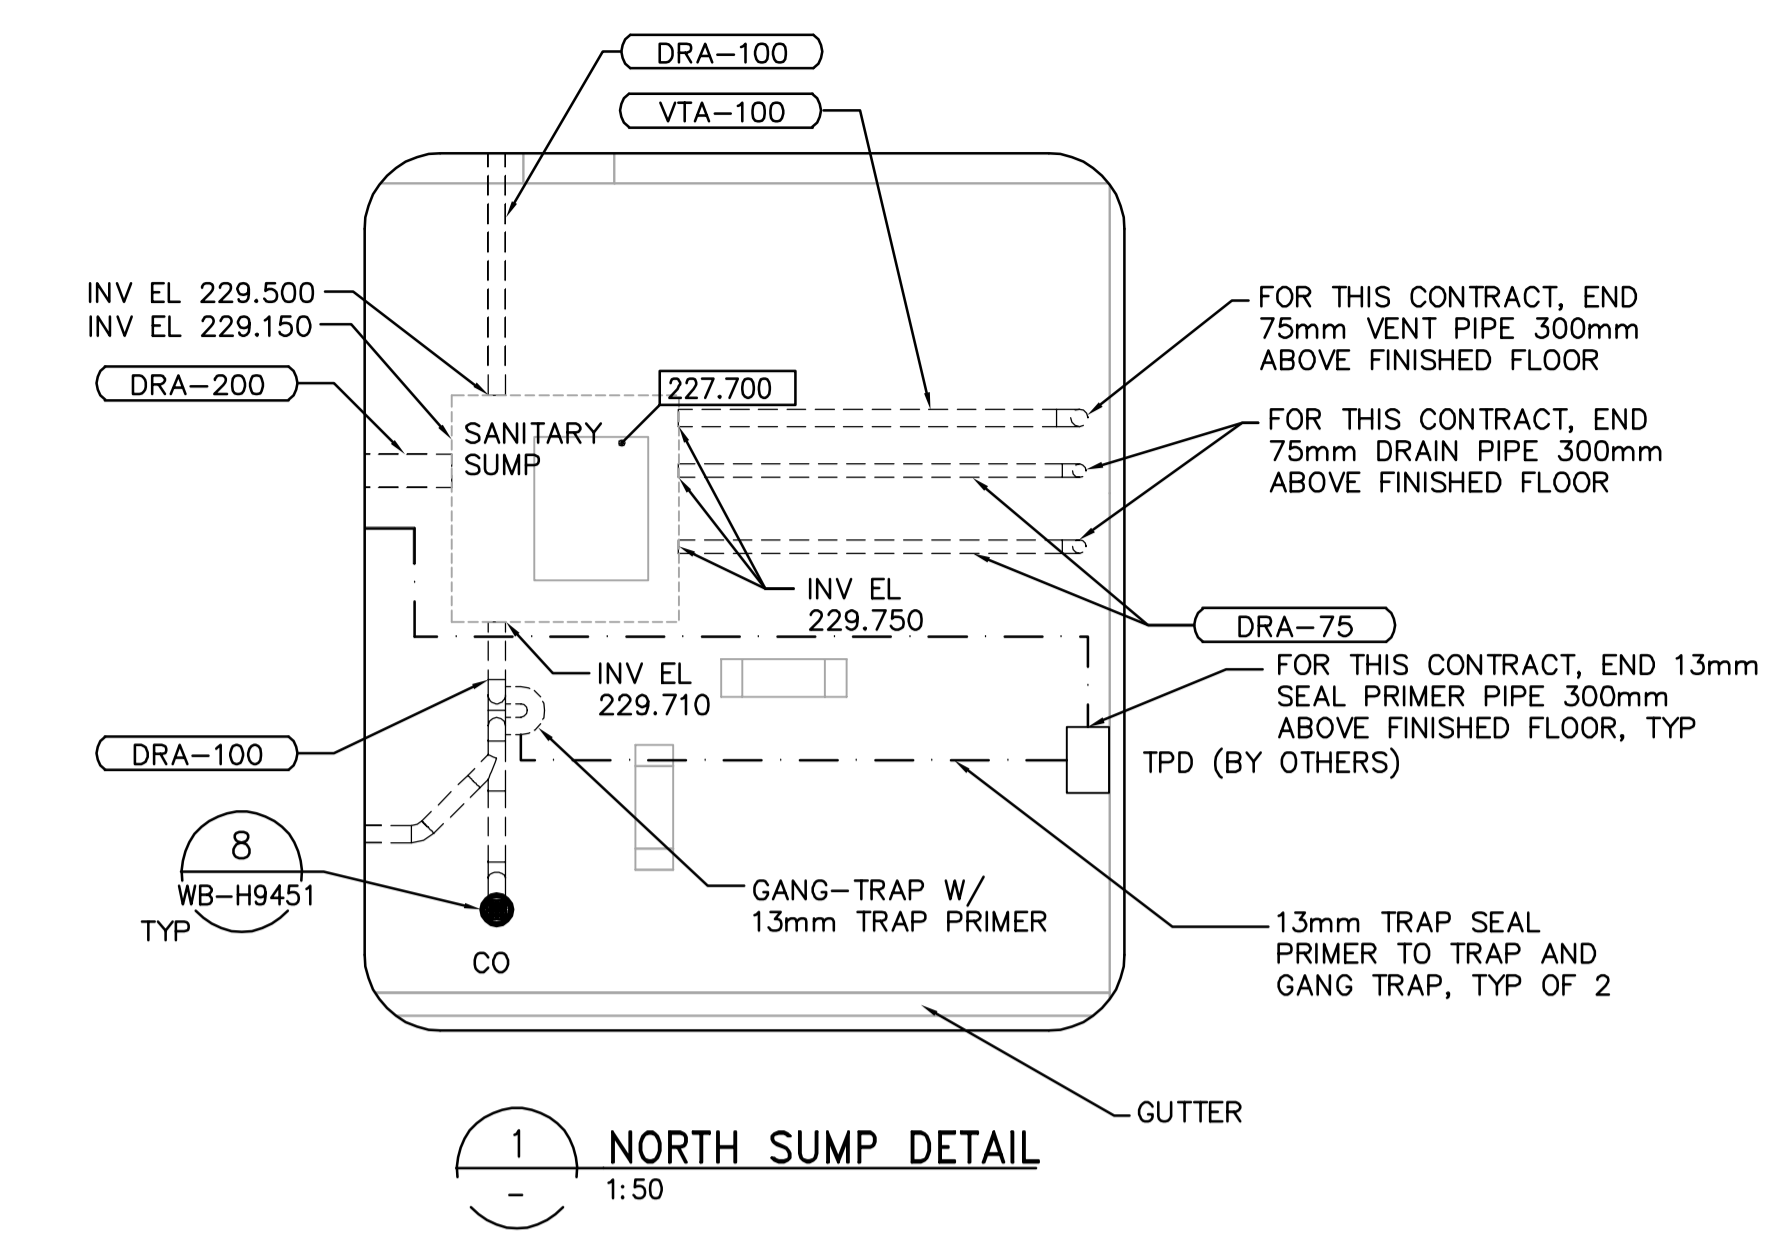 DRA-100
VTA-100
INV EL 229.500
INV EL 229.150
DRA-200
227.700
SANITARY
SUMP
FOR THIS CONTRACT, END
75mm VENT PIPE 300mm
ABOVE FINISHED FLOOR
FOR THIS CONTRACT, END
75mm DRAIN PIPE 300mm
ABOVE FINISHED FLOOR
INV EL
229.750
DRA-75
INV EL
229.710
FOR THIS CONTRACT, END 13mm
SEAL PRIMER PIPE 300mm
ABOVE FINISHED FLOOR, TYP
TPD (BY OTHERS)
DRA-100
8
WB-H9451
TYP
CO
GANG-TRAP W/
13mm TRAP PRIMER
13mm TRAP SEAL
PRIMER TO TRAP AND
GANG TRAP, TYP OF 2
GUTTER
1
-
NORTH SUMP DETAIL
1:50